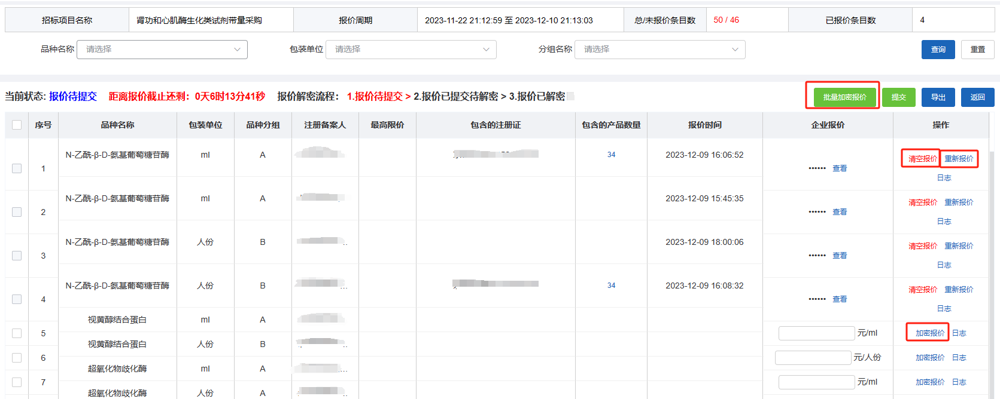 招标项目名称 肾功和心肌酶生化类试剂带量采购 报价周期 2023-11-22 21:12:59 至 2023-12-10 21:13:03 总/未报价条目数 50 / 46 已报价条目数 4
品种名称 请选择 包装单位 请选择 分组名称 请选择 查询 重置
当前状态: 报价待提交 距离报价截止还剩：0天6时13分41秒 报价解密流程： 1.报价待提交 > 2.报价已提交待解密 > 3.报价已解密 批量加密报价 提交 导出 返回
序号 品种名称 包装单位 品种分组 注册备案人 最高限价 包含的注册证 包含的产品数量 报价时间 企业报价 操作
1 N-乙酰-β-D-氨基葡萄糖苷酶 ml A 34 2023-12-09 16:06:52 •••••• 查看 清空报价 重新报价
日志
2 N-乙酰-β-D-氨基葡萄糖苷酶 ml A 2023-12-09 15:45:35 •••••• 查看 清空报价 重新报价
日志
3 N-乙酰-β-D-氨基葡萄糖苷酶 人份 B ... 2023-12-09 18:00:06 •••••• 查看 清空报价 重新报价
日志
4 N-乙酰-β-D-氨基葡萄糖苷酶 人份 B ... 34 2023-12-09 16:08:32 •••••• 查看 清空报价 重新报价
日志
5 视黄醇结合蛋白 ml A 元/ml 加密报价 日志
6 视黄醇结合蛋白 人份 B 元/人份 加密报价 日志
7 超氧化物歧化酶 ml A ... 元/ml 加密报价 日志
超氧化物歧化酶 人份 A